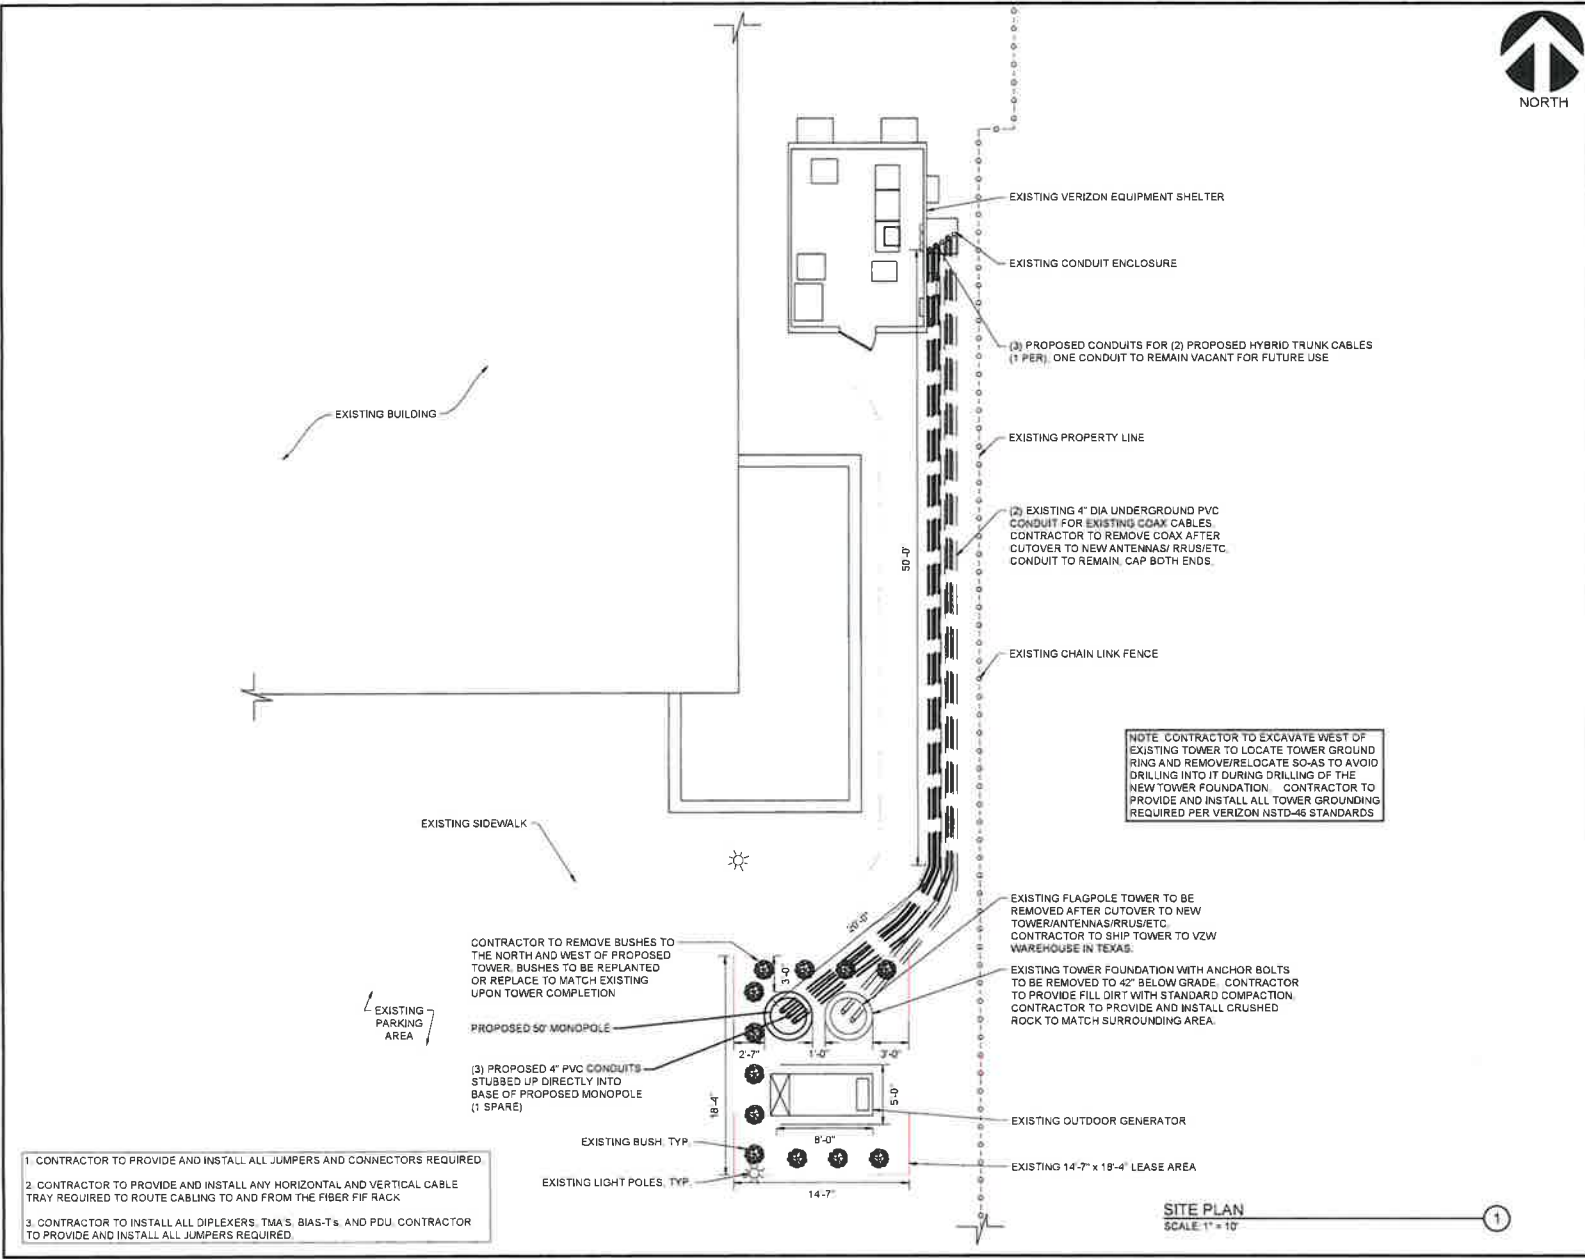 NORTH
EXISTING VERIZON EQUIPMENT SHELTER
EXISTING CONDUIT ENCLOSURE
(3) PROPOSED CONDUITS FOR (2) PROPOSED HYBRID TRUNK CABLES
(1 PER), ONE CONDUIT TO REMAIN VACANT FOR FUTURE USE
EXISTING BUILDING
EXISTING PROPERTY LINE
(2) EXISTING 4" DIA UNDERGROUND PVC
CONDUIT FOR EXISTING COAX CABLES.
CONTRACTOR TO REMOVE COAX AFTER
CUTOVER TO NEW ANTENNAS/ RRUS/ETC.
CONDUIT TO REMAIN, CAP BOTH ENDS.
50'-0"
EXISTING CHAIN LINK FENCE
NOTE CONTRACTOR TO EXCAVATE WEST OF
EXISTING TOWER TO LOCATE TOWER GROUND
RING AND REMOVE/RELOCATE SO-AS TO AVOID
DRILLING INTO IT DURING DRILLING OF THE
NEW TOWER FOUNDATION. CONTRACTOR TO
PROVIDE AND INSTALL ALL TOWER GROUNDING
REQUIRED PER VERIZON NSTD-46 STANDARDS
EXISTING SIDEWALK
EXISTING FLAGPOLE TOWER TO BE
REMOVED AFTER CUTOVER TO NEW
TOWER/ANTENNAS/RRUS/ETC.
CONTRACTOR TO SHIP TOWER TO VZW
WAREHOUSE IN TEXAS.
20'-0"
CONTRACTOR TO REMOVE BUSHES TO
THE NORTH AND WEST OF PROPOSED
TOWER. BUSHES TO BE REPLANTED
OR REPLACE TO MATCH EXISTING
UPON TOWER COMPLETION
3'-0"
EXISTING TOWER FOUNDATION WITH ANCHOR BOLTS
TO BE REMOVED TO 42" BELOW GRADE. CONTRACTOR
TO PROVIDE FILL DIRT WITH STANDARD COMPACTION.
CONTRACTOR TO PROVIDE AND INSTALL CRUSHED
ROCK TO MATCH SURROUNDING AREA.
EXISTING
PARKING
AREA
PROPOSED 50' MONOPOLE
2'-7"
1'-0"
3'-0"
(3) PROPOSED 4" PVC CONDUITS
STUBBED UP DIRECTLY INTO
BASE OF PROPOSED MONOPOLE
(1 SPARE)
18'-4"
5'-0"
EXISTING OUTDOOR GENERATOR
8'-0"
EXISTING BUSH, TYP.
EXISTING LIGHT POLES, TYP.
14'-7"
EXISTING 14'-7" x 18'-4" LEASE AREA
1. CONTRACTOR TO PROVIDE AND INSTALL ALL JUMPERS AND CONNECTORS REQUIRED.
2. CONTRACTOR TO PROVIDE AND INSTALL ANY HORIZONTAL AND VERTICAL CABLE
TRAY REQUIRED TO ROUTE CABLING TO AND FROM THE FIBER FIF RACK
3. CONTRACTOR TO INSTALL ALL DIPLEXERS, TMA'S, BIAS-T's, AND PDU. CONTRACTOR
TO PROVIDE AND INSTALL ALL JUMPERS REQUIRED.
SITE PLAN
SCALE: 1" = 10'
1